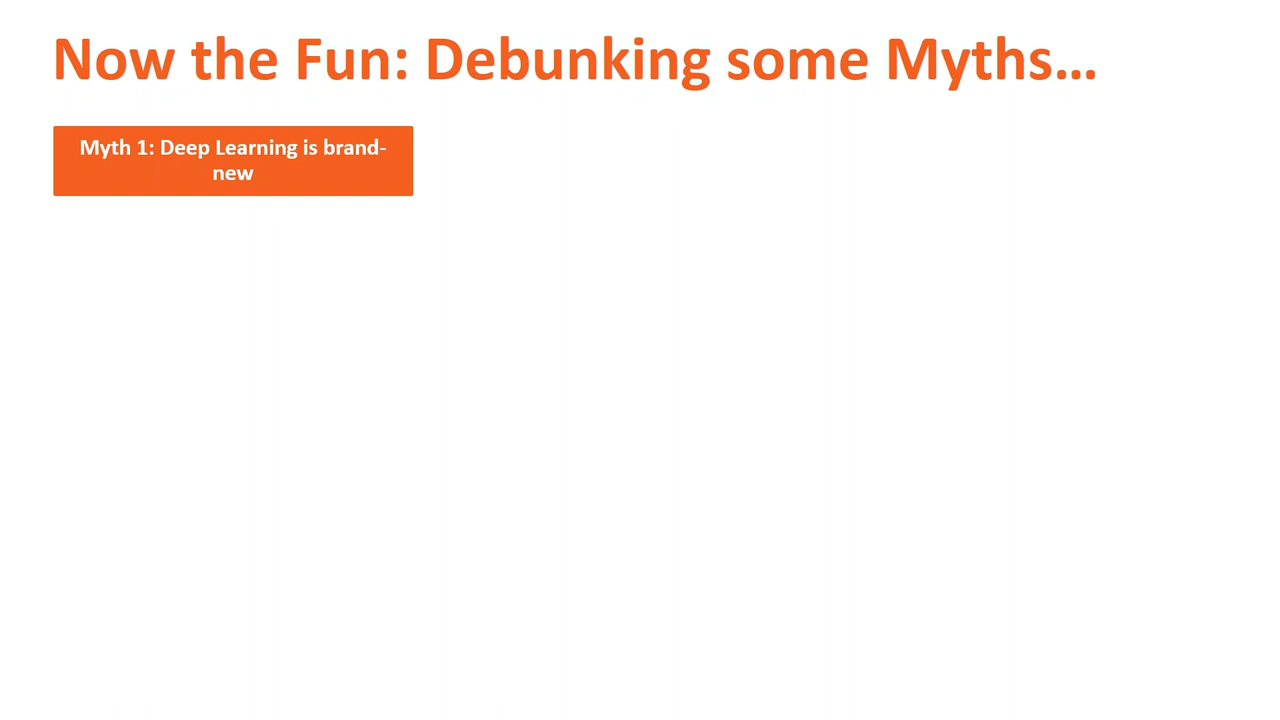 Now the Fun: Debunking some Myths…
Myth 1: Deep Learning is brand-
new